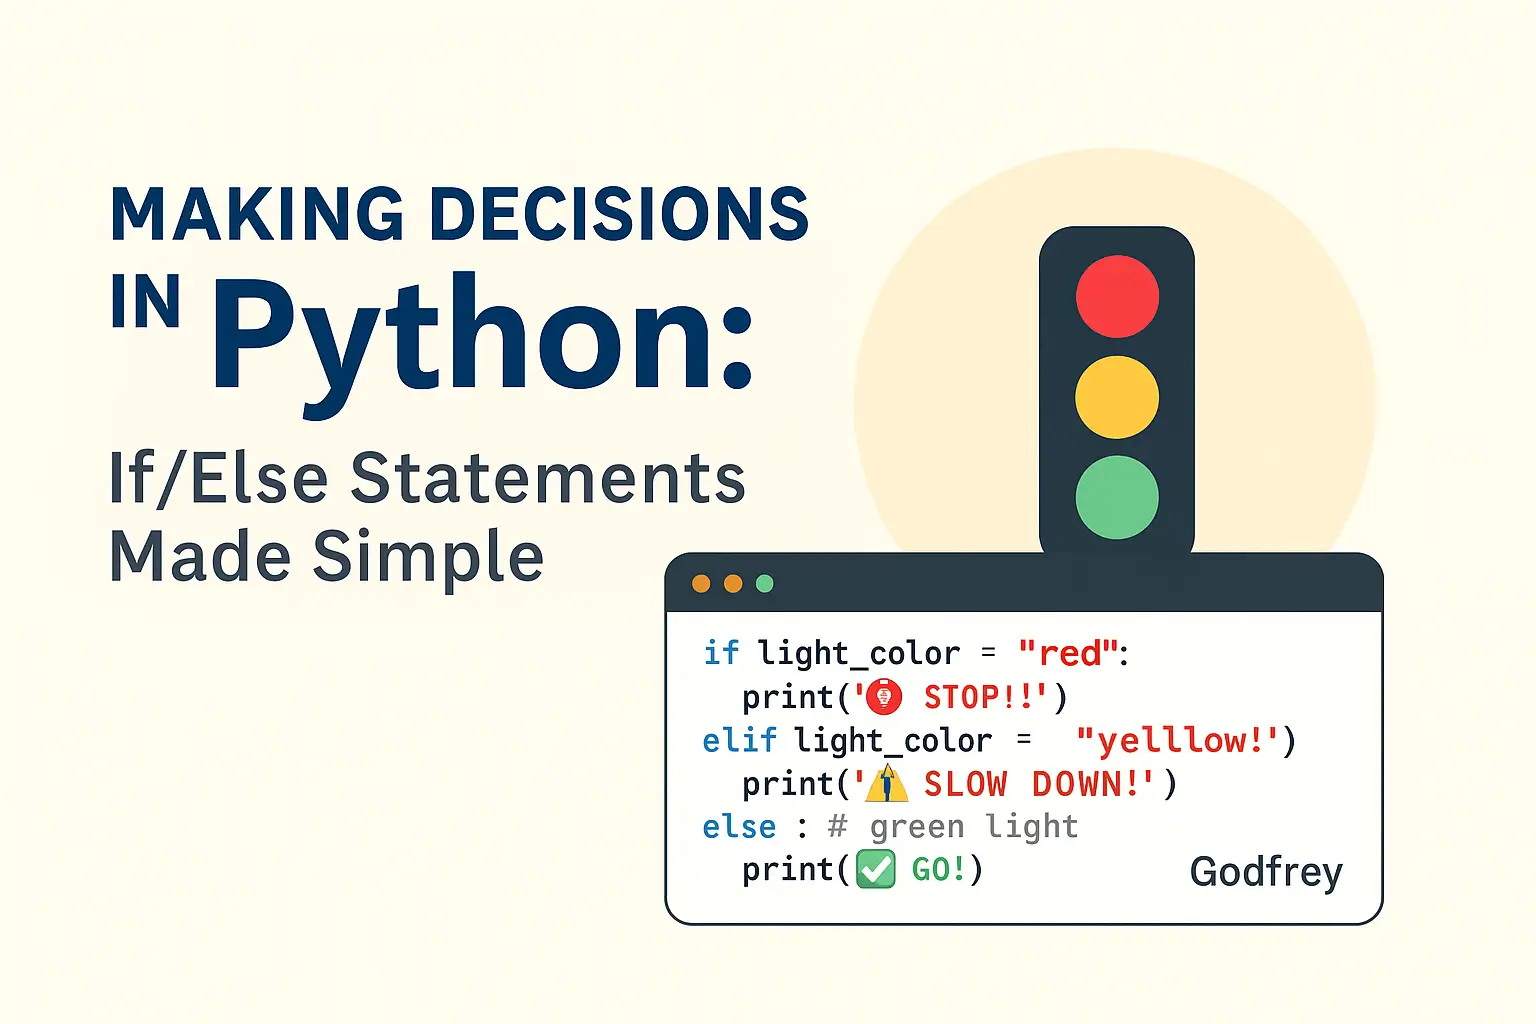 MAKING DECISIONS
IN Python:
If/Else Statements
Made Simple
if light_color = "red":
print(' STOP!!')
elif light_color = "yelllow!')
print('⚠ SLOW DOWN!')
else : # green light
print(✅ GO!)
Godfrey